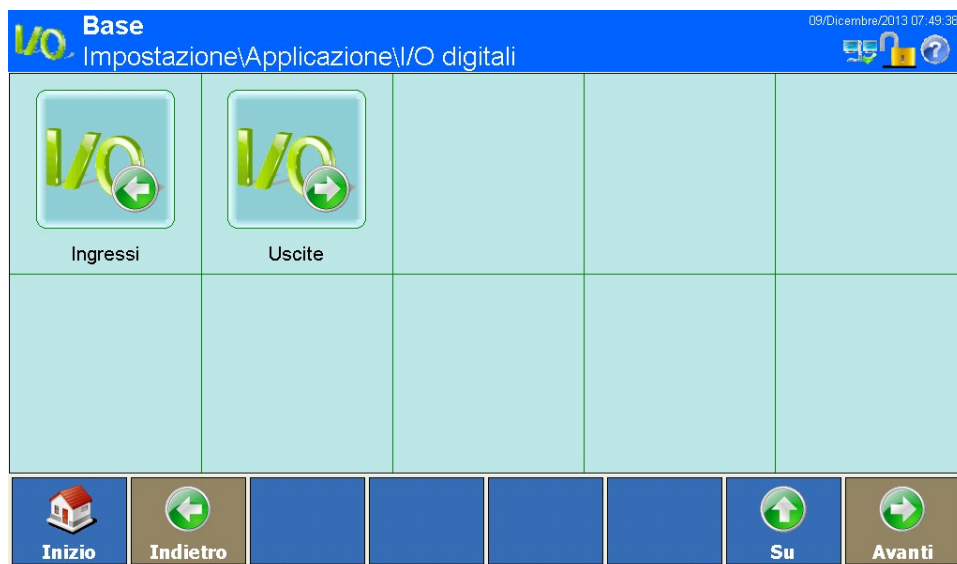 I/O
Base
Impostazione\Applicazione\I/O digitali
09/Dicembre/2013 07:49:38
?
I/O
I/O
Ingressi
Uscite
Inizio
Indietro
Su
Avanti